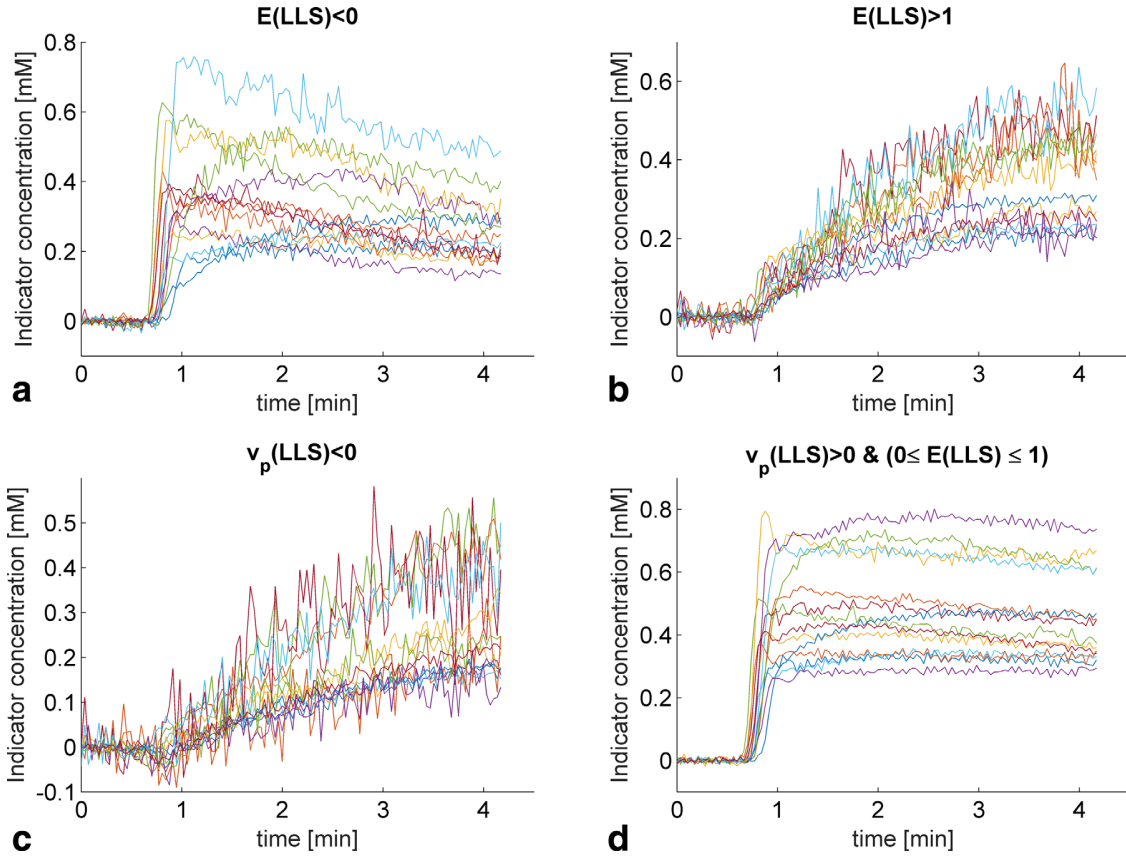 E(LLS)<0
Indicator concentration [mM]
0.8
0.6
0.4
0.2
0
0 1 2 3 4
time [min]
a
E(LLS)>1
Indicator concentration [mM]
0.6
0.4
0.2
0
0 1 2 3 4
time [min]
b
vp(LLS)<0
Indicator concentration [mM]
0.5
0.4
0.3
0.2
0.1
0
-0.1
0 1 2 3 4
time [min]
c
vp(LLS)>0 & (0≤ E(LLS) ≤ 1)
Indicator concentration [mM]
0.8
0.6
0.4
0.2
0
0 1 2 3 4
time [min]
d